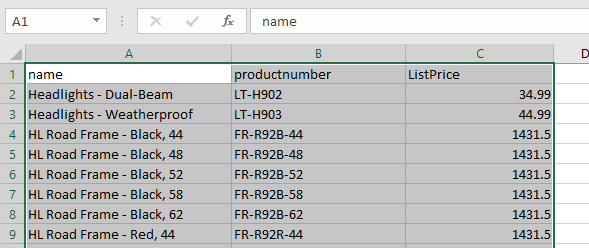 A1 fx name
A B C D
1 name productnumber ListPrice
2 Headlights - Dual-Beam LT-H902 34.99
3 Headlights - Weatherproof LT-H903 44.99
4 HL Road Frame - Black, 44 FR-R92B-44 1431.5
5 HL Road Frame - Black, 48 FR-R92B-48 1431.5
6 HL Road Frame - Black, 52 FR-R92B-52 1431.5
7 HL Road Frame - Black, 58 FR-R92B-58 1431.5
8 HL Road Frame - Black, 62 FR-R92B-62 1431.5
9 HL Road Frame - Red, 44 FR-R92R-44 1431.5